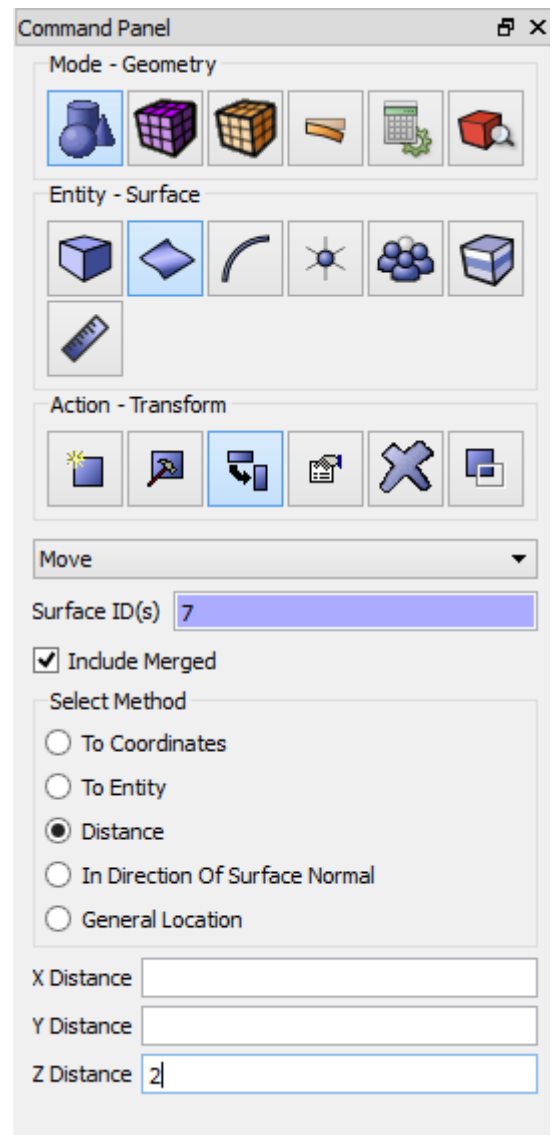 Command Panel
Mode - Geometry
Entity - Surface
Action - Transform
Move
Surface ID(s) 7
Include Merged
Select Method
To Coordinates
To Entity
Distance
In Direction Of Surface Normal
General Location
X Distance
Y Distance
Z Distance 2